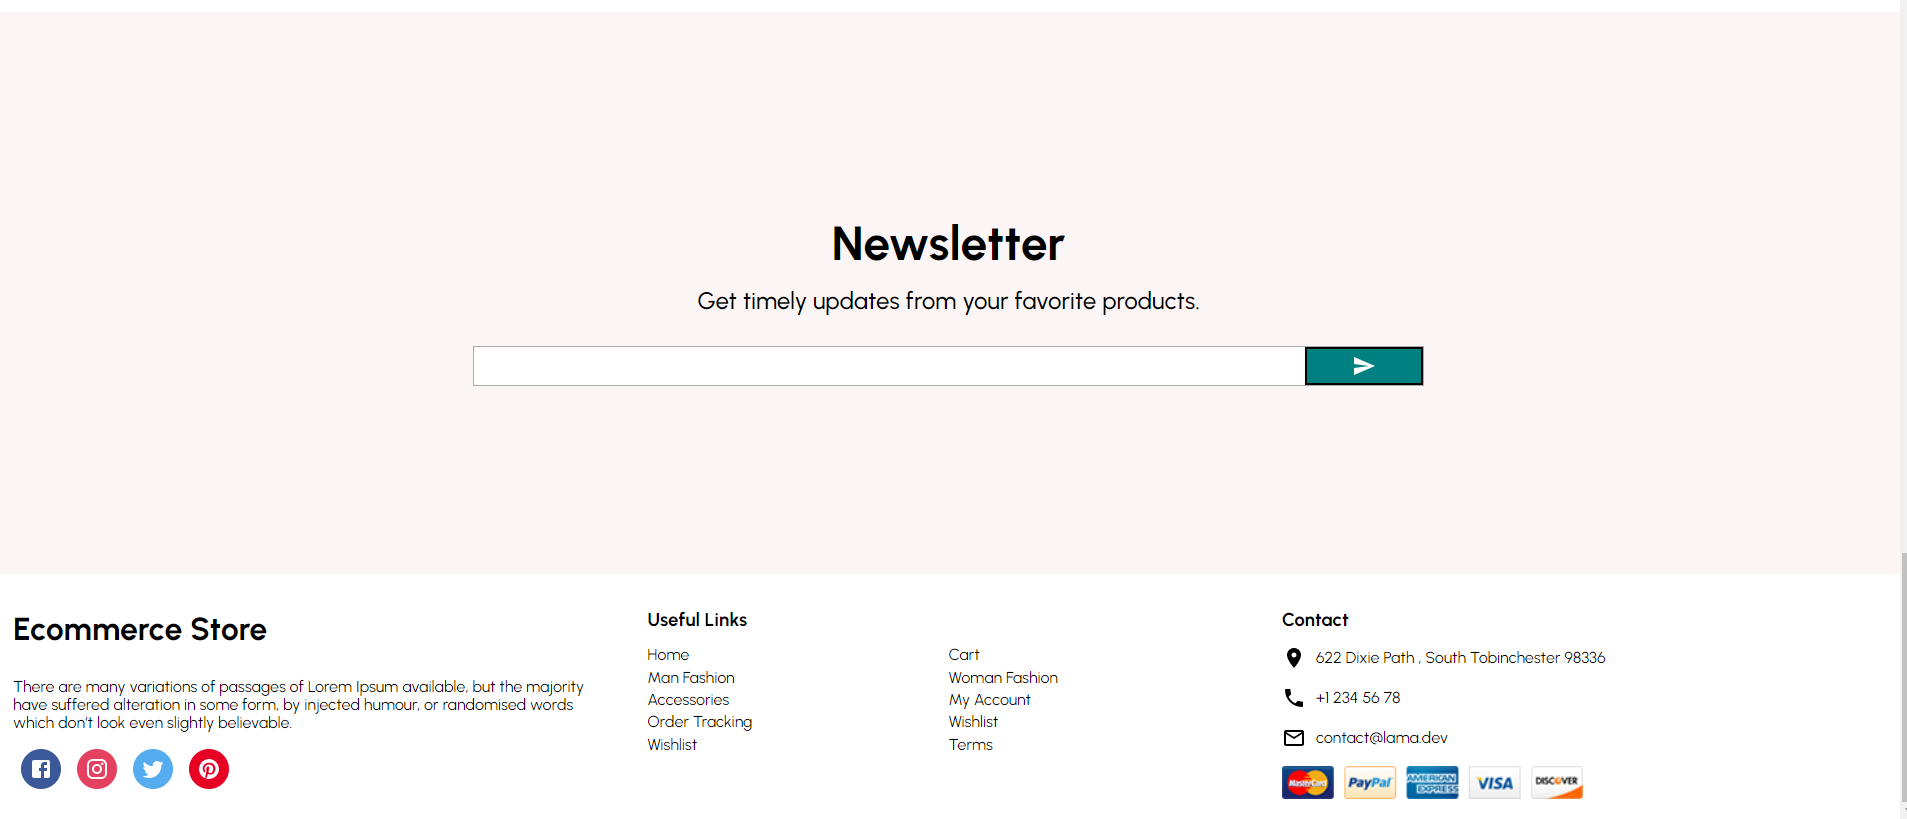 Newsletter
Get timely updates from your favorite products.
Ecommerce Store
There are many variations of passages of Lorem Ipsum available, but the majority
have suffered alteration in some form, by injected humour, or randomised words
which don't look even slightly believable.
Useful Links
Home
Man Fashion
Accessories
Order Tracking
Wishlist
Cart
Woman Fashion
My Account
Wishlist
Terms
Contact
622 Dixie Path , South Tobinchester 98336
+1 234 56 78
contact@lama.dev
MasterCard
PayPal
AMERICAN
EXPRESS
VISA
DISCOVER